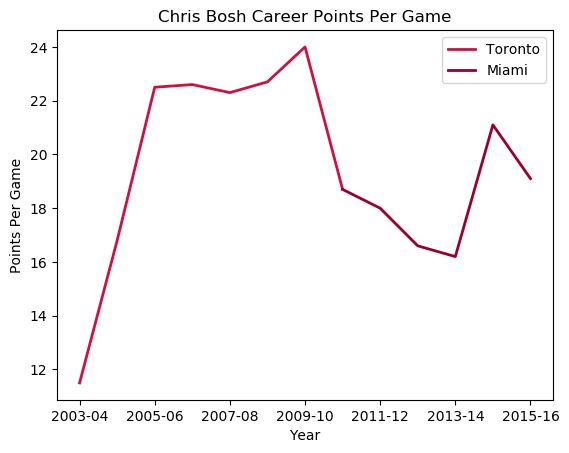 Chris Bosh Career Points Per Game
Toronto
Miami
24
22
20
18
16
14
12
Points Per Game
2003-04 2005-06 2007-08 2009-10 2011-12 2013-14 2015-16
Year